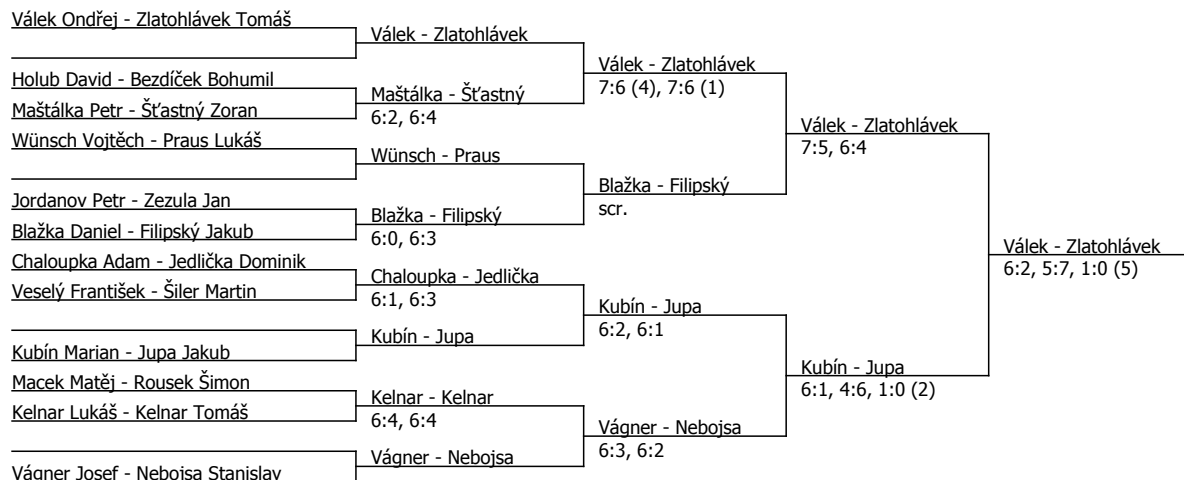 Válek Ondřej - Zlatohlávek Tomáš
Holub David - Bezdíček Bohumil
Maštálka Petr - Šťastný Zoran
Wünsch Vojtěch - Praus Lukáš
Jordanov Petr - Zezula Jan
Blažka Daniel - Filipský Jakub
Chaloupka Adam - Jedlička Dominik
Veselý František - Šiler Martin
Kubín Marian - Jupa Jakub
Macek Matěj - Rousek Šimon
Kelnar Lukáš - Kelnar Tomáš
Vágner Josef - Nebojsa Stanislav
Válek - Zlatohlávek
Maštálka - Šťastný
6:2, 6:4
Wünsch - Praus
Blažka - Filipský
6:0, 6:3
Chaloupka - Jedlička
6:1, 6:3
Kubín - Jupa
Kelnar - Kelnar
6:4, 6:4
Vágner - Nebojsa
Válek - Zlatohlávek
7:6 (4), 7:6 (1)
Blažka - Filipský
scr.
Kubín - Jupa
6:2, 6:1
Vágner - Nebojsa
6:3, 6:2
Válek - Zlatohlávek
7:5, 6:4
Kubín - Jupa
6:1, 4:6, 1:0 (2)
Válek - Zlatohlávek
6:2, 5:7, 1:0 (5)